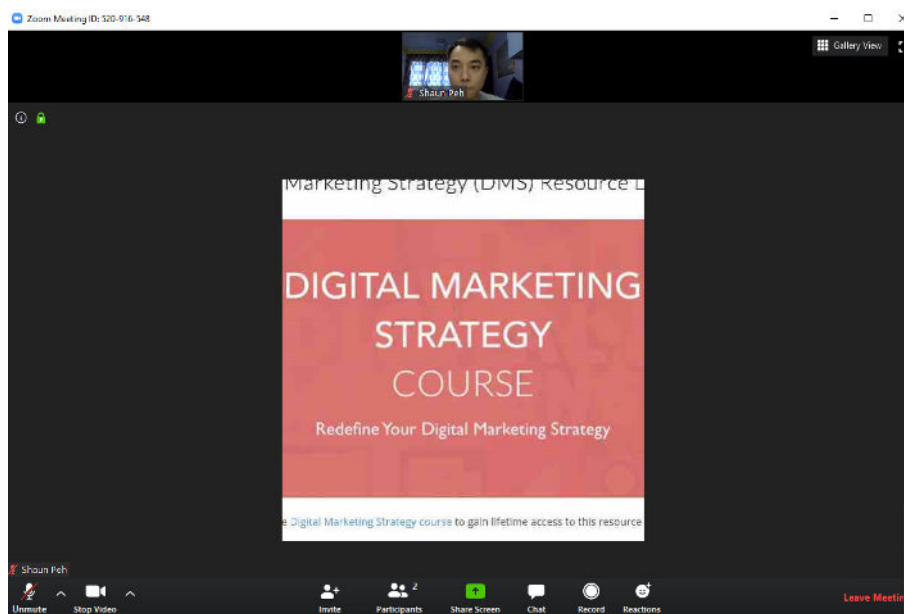 Zoom Meeting ID: 520-916-548
Gallery View
Shaun Peh
Marketing Strategy (DMS) Resource
DIGITAL MARKETING
STRATEGY
COURSE
Redefine Your Digital Marketing Strategy
Digital Marketing Strategy course to gain lifetime access to this resource
Shaun Peh
2
Unmute
Stop Video
Invite
Participants
Share Screen
Chat
Record
Reactions
Leave Meetin